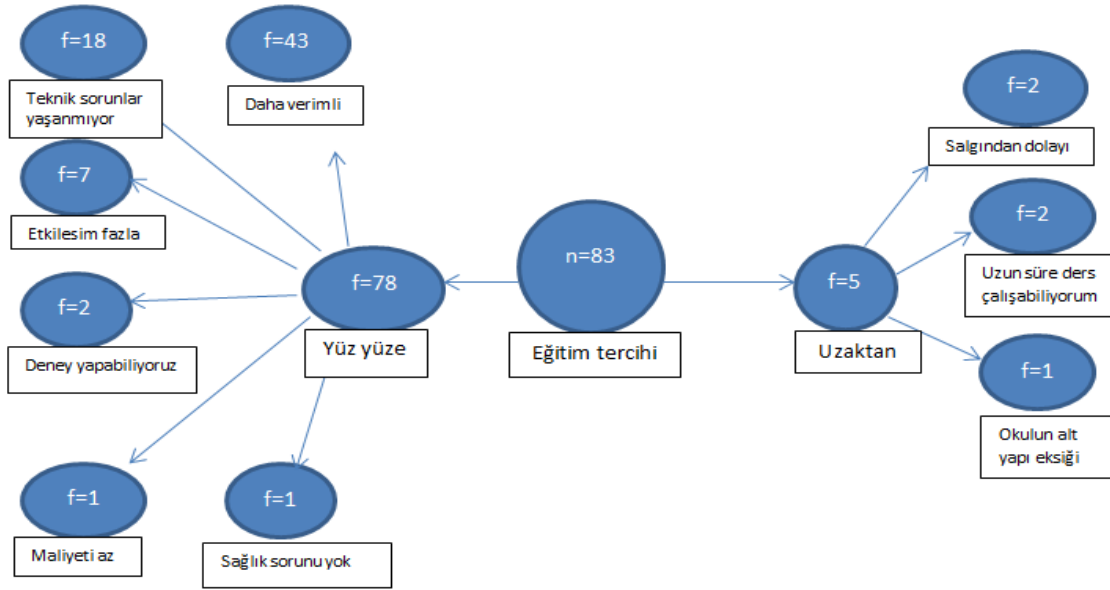 f=18
Teknik sorunlar
yaşanmıyor
f=43
Daha verimli
f=7
Etkilesim fazla
f=2
Deney yapabiliyoruz
f=1
Maliyeti az
f=1
Sağlık sorunu yok
f=78
Yüz yüze
n=83
Eğitim tercihi
f=5
Uzaktan
f=2
Salgından dolayı
f=2
Uzun süre ders
çalışabiliyorum
f=1
Okulun alt
yapı eksiği